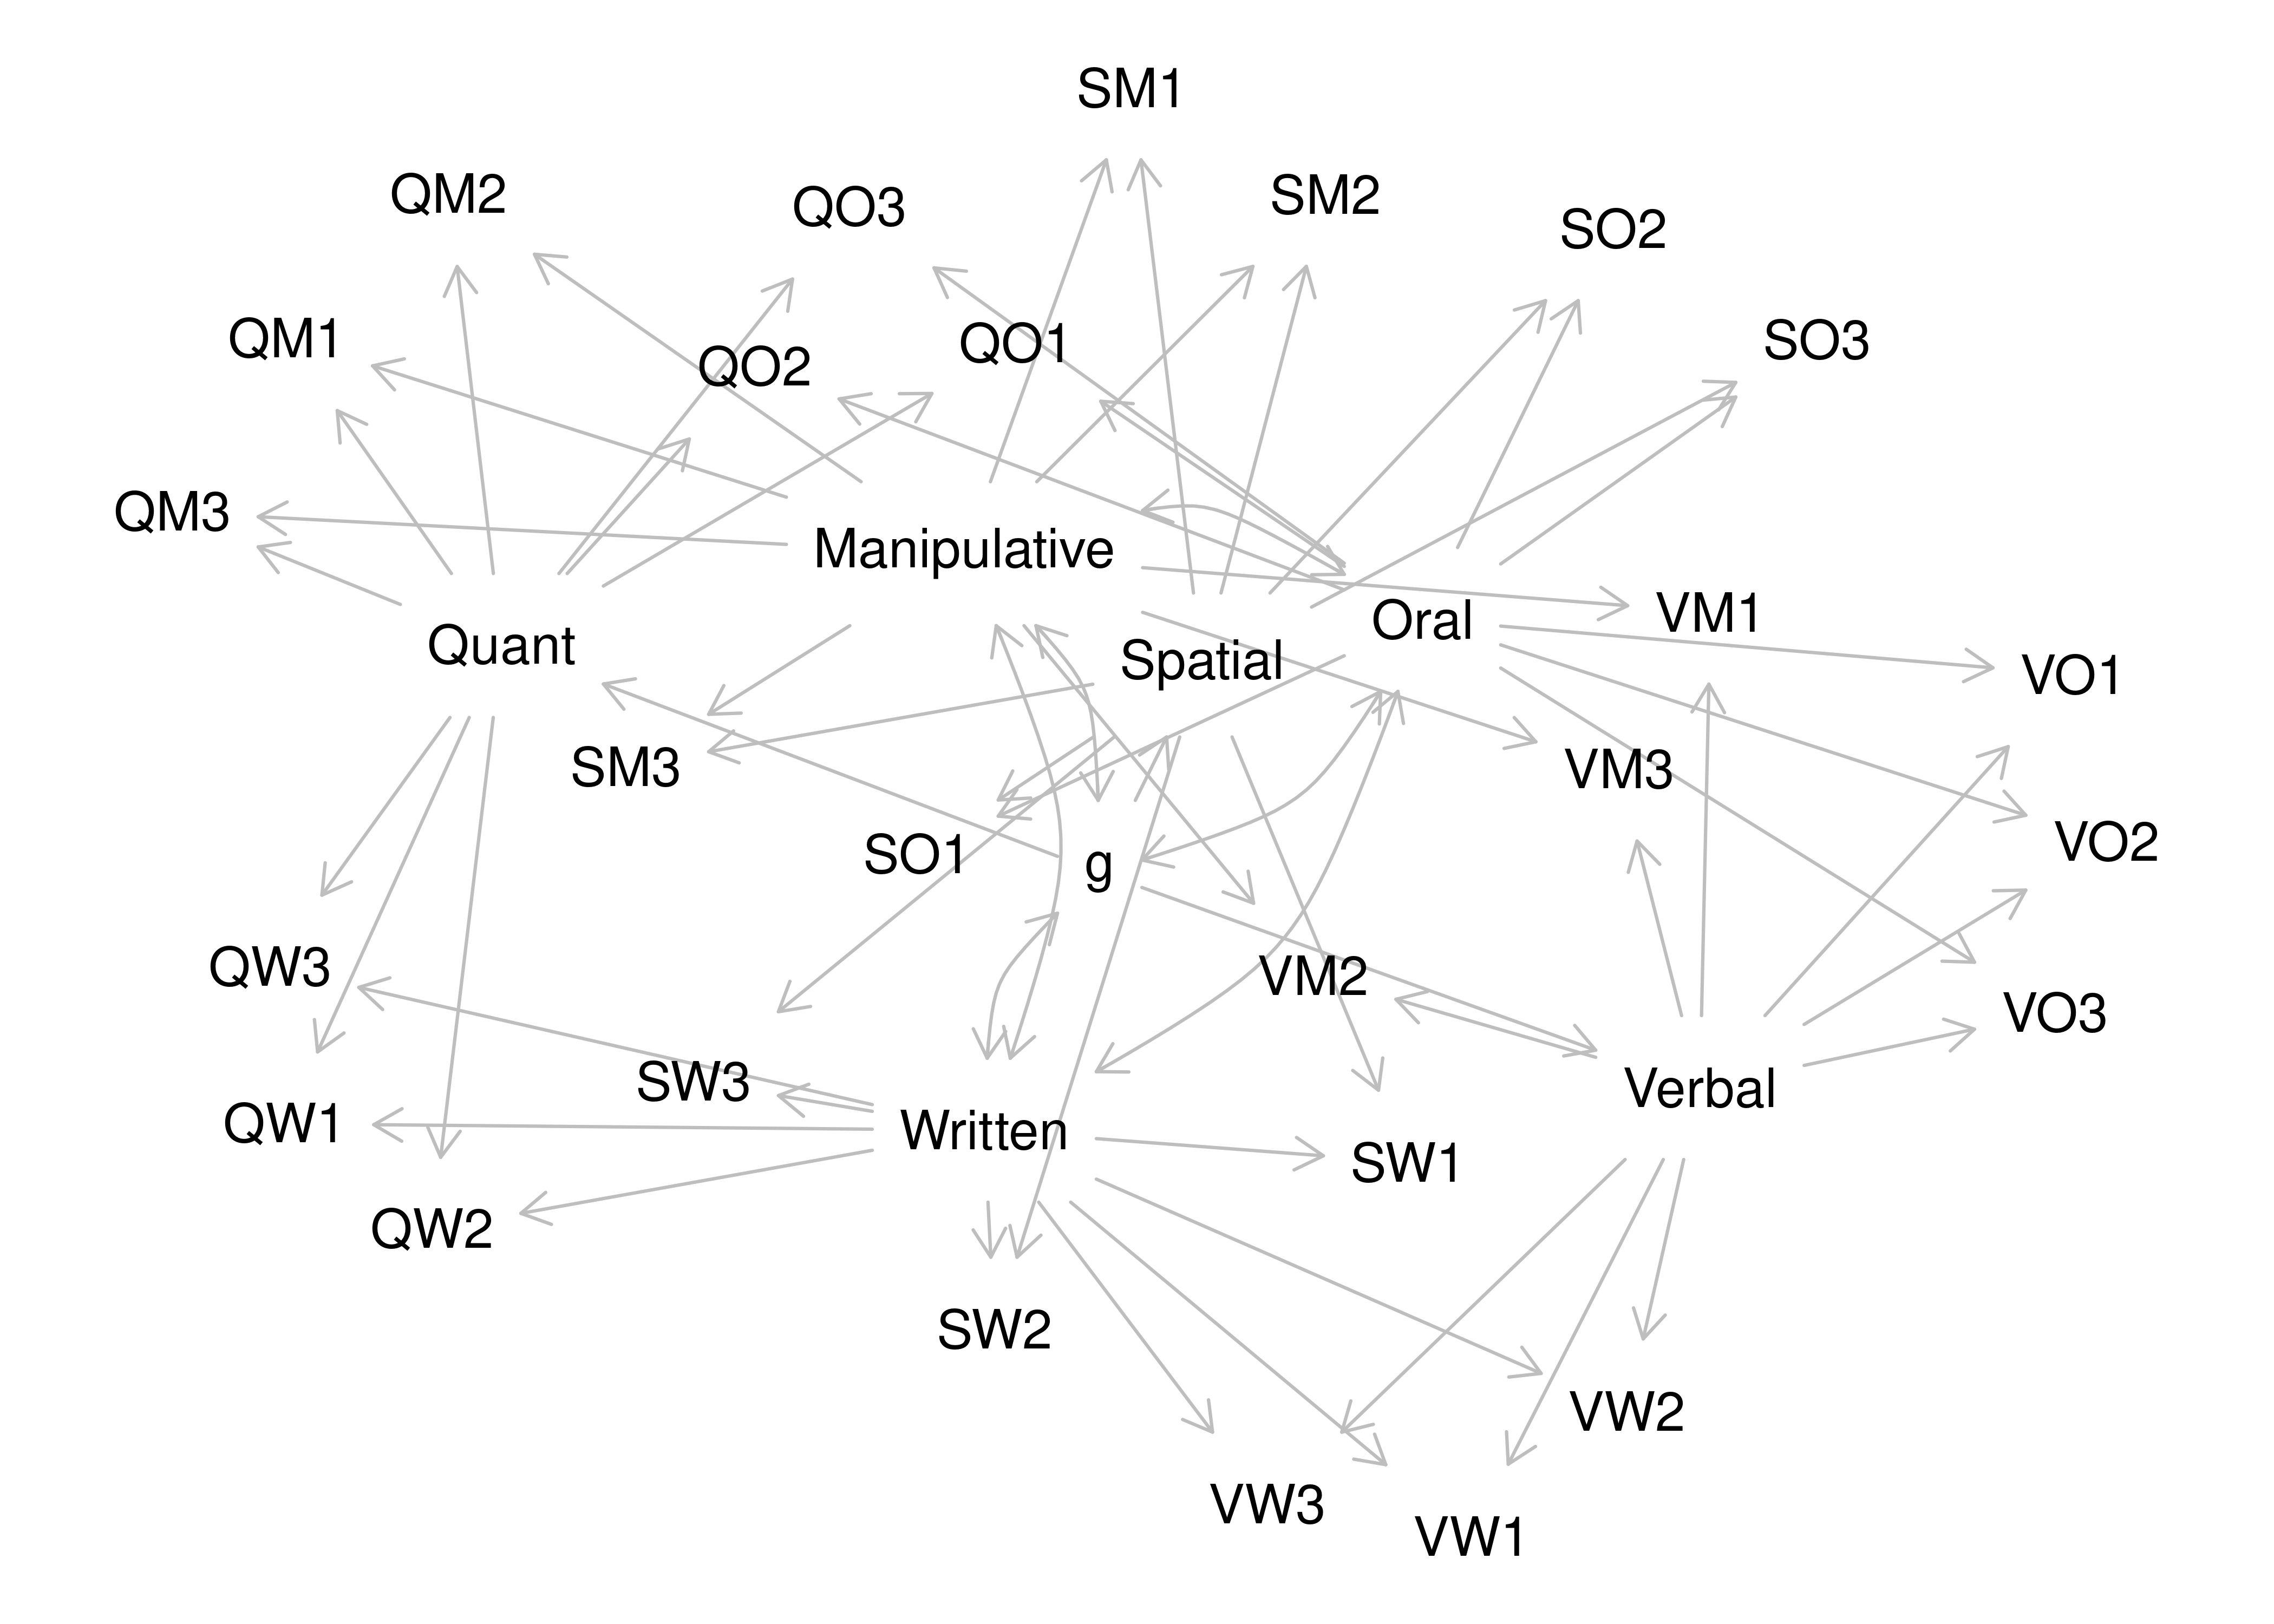 SM1
QM2
QO3
SM2
SO2
QM1
QO2
QO1
SO3
QM3
Manipulative
Quant
Spatial
Oral
VM1
VO1
SM3
VM3
SO1
g
VO2
QW3
VM2
VO3
SW3
Verbal
QW1
Written
SW1
QW2
SW2
VW2
VW3
VW1